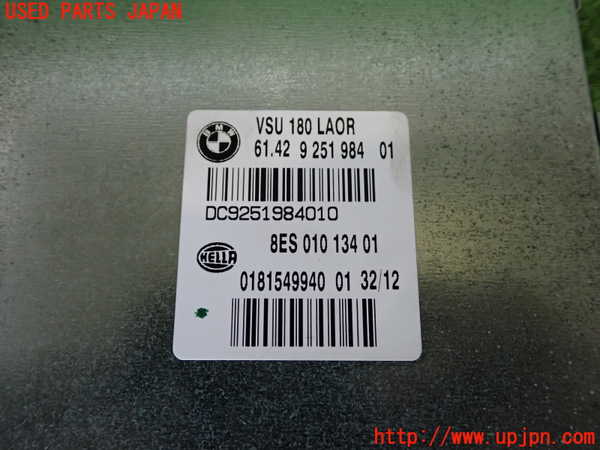 USED PARTS JAPAN
BMW
VSU 180 LAOR
61.42 9 251 984 01
DC9251984010
8ES 010 134 01
HELLA
0181549940 01 32/12
http://www.upjpn.com/